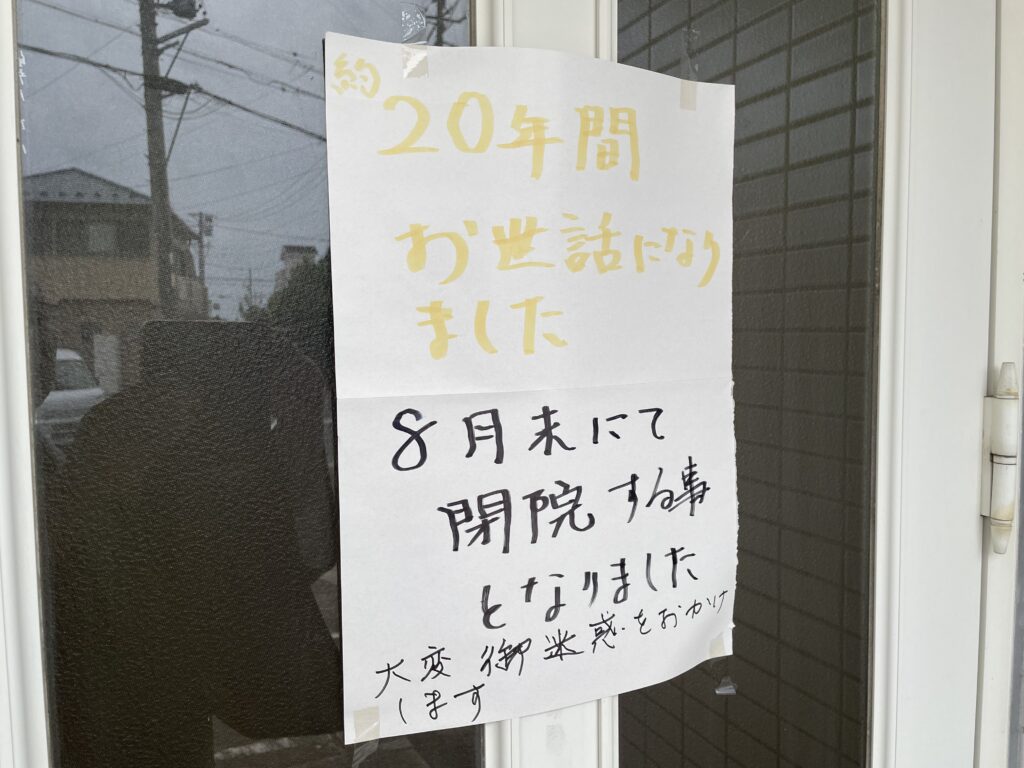 約
20年間
お世話になり
ました
8月末にて
閉院する事
となりました
大変御迷惑をおかけ
します